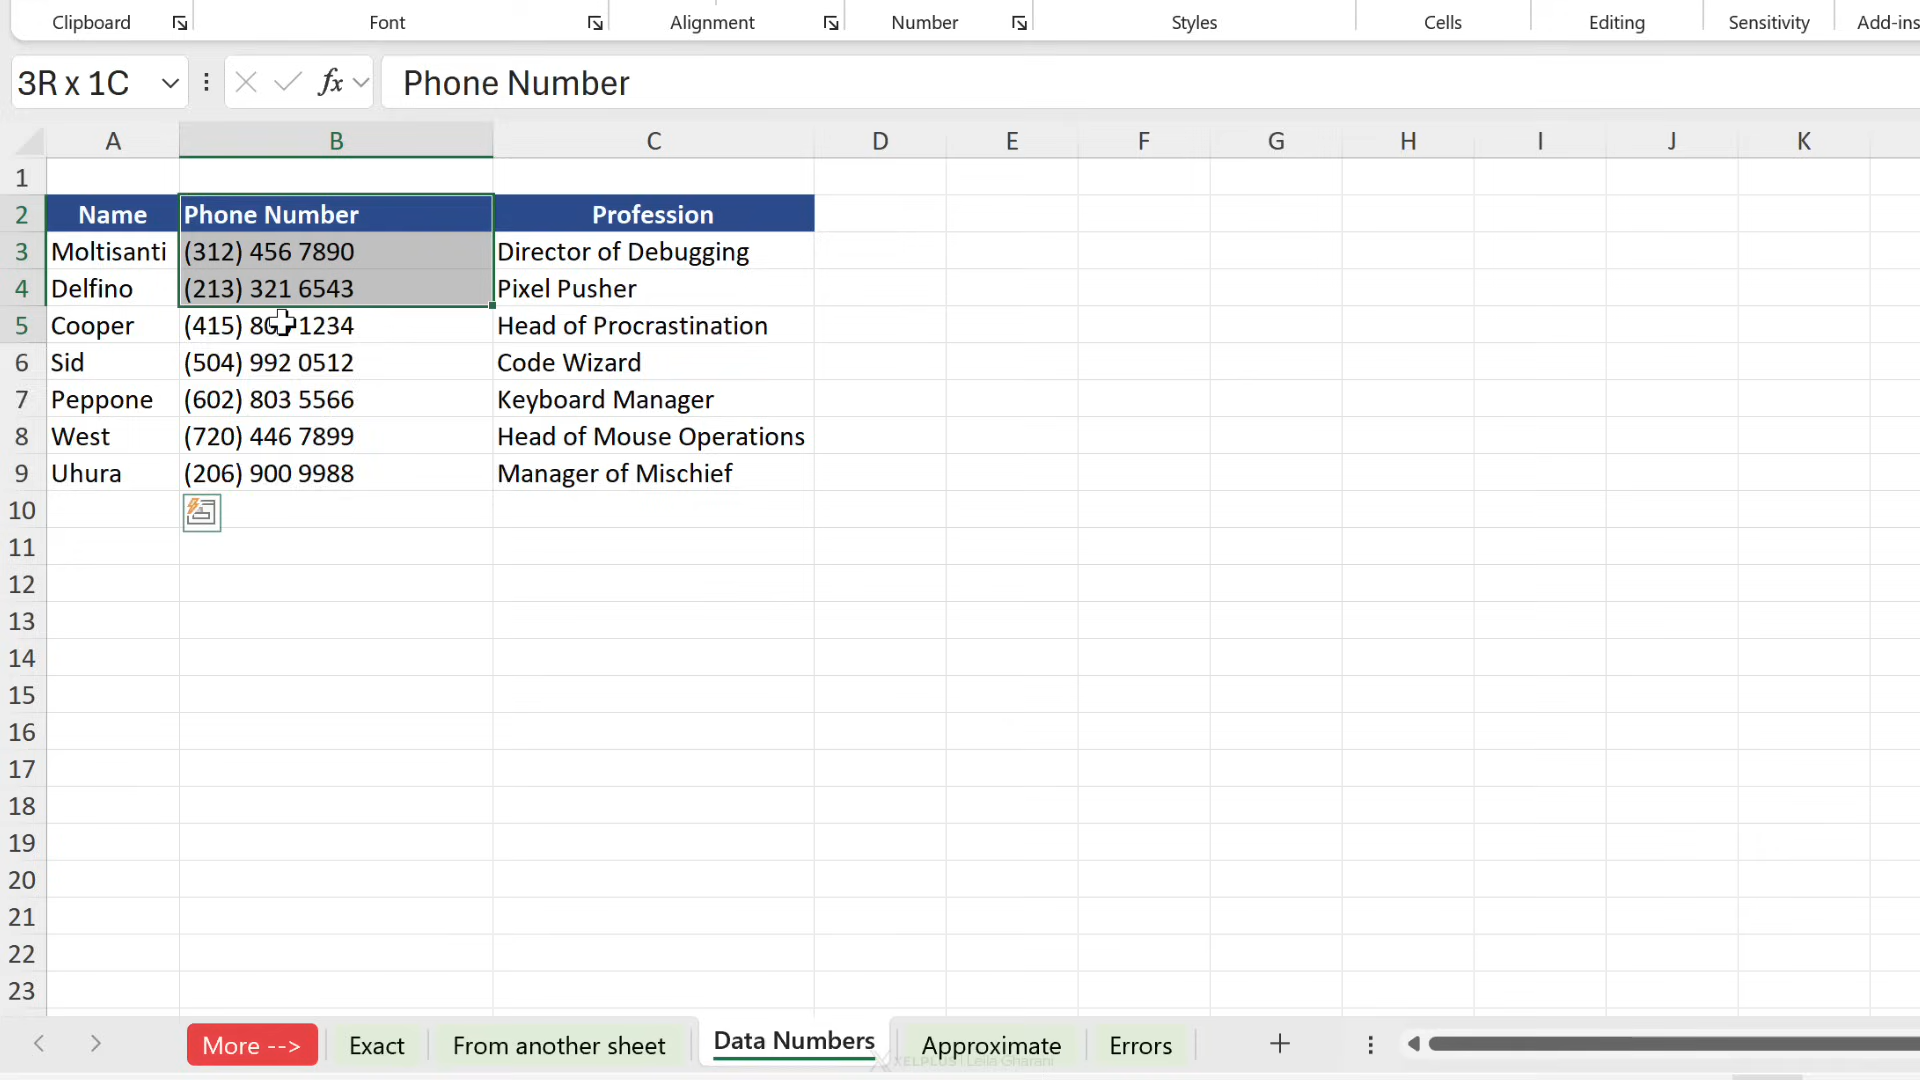 Clipboard Font Alignment Number Styles Cells Editing Sensitivity Add-ins
3R x 1C fx Phone Number
A B C D E F G H I J K
1
2 Name Phone Number Profession
3 Moltisanti (312) 456 7890 Director of Debugging
4 Delfino (213) 321 6543 Pixel Pusher
5 Cooper (415) 1234 Head of Procrastination
6 Sid (504) 992 0512 Code Wizard
7 Peppone (602) 803 5566 Keyboard Manager
8 West (720) 446 7899 Head of Mouse Operations
9 Uhura (206) 900 9988 Manager of Mischief
10
11
12
13
14
15
16
17
18
19
20
21
22
23
More --> Exact From another sheet Data Numbers Approximate Errors
XELPLUS | Leila Gharani